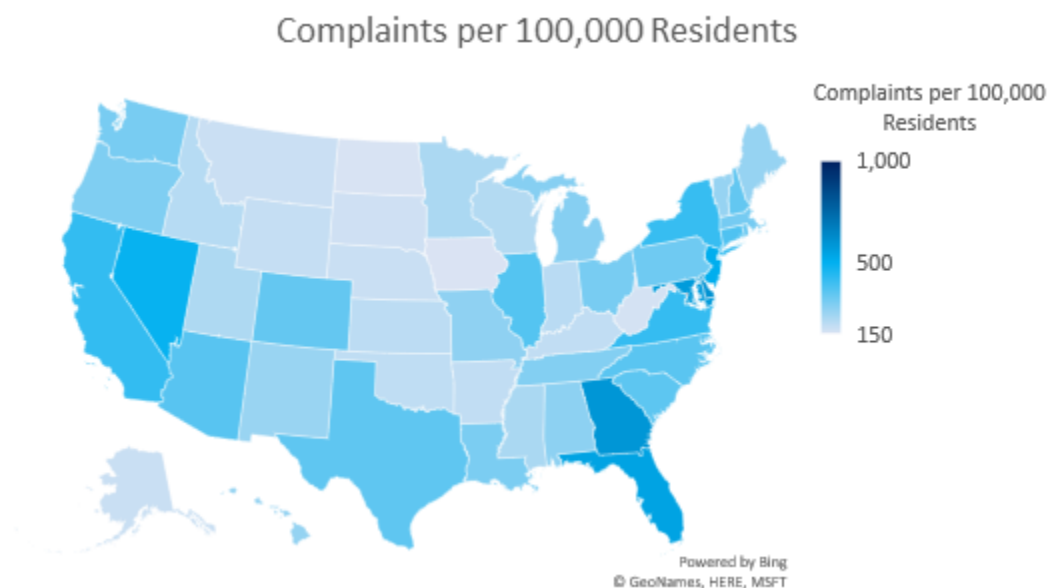 Complaints per 100,000 Residents
Complaints per 100,000
Residents
1,000
500
150
Powered by Bing
© GeoNames, HERE, MSFT